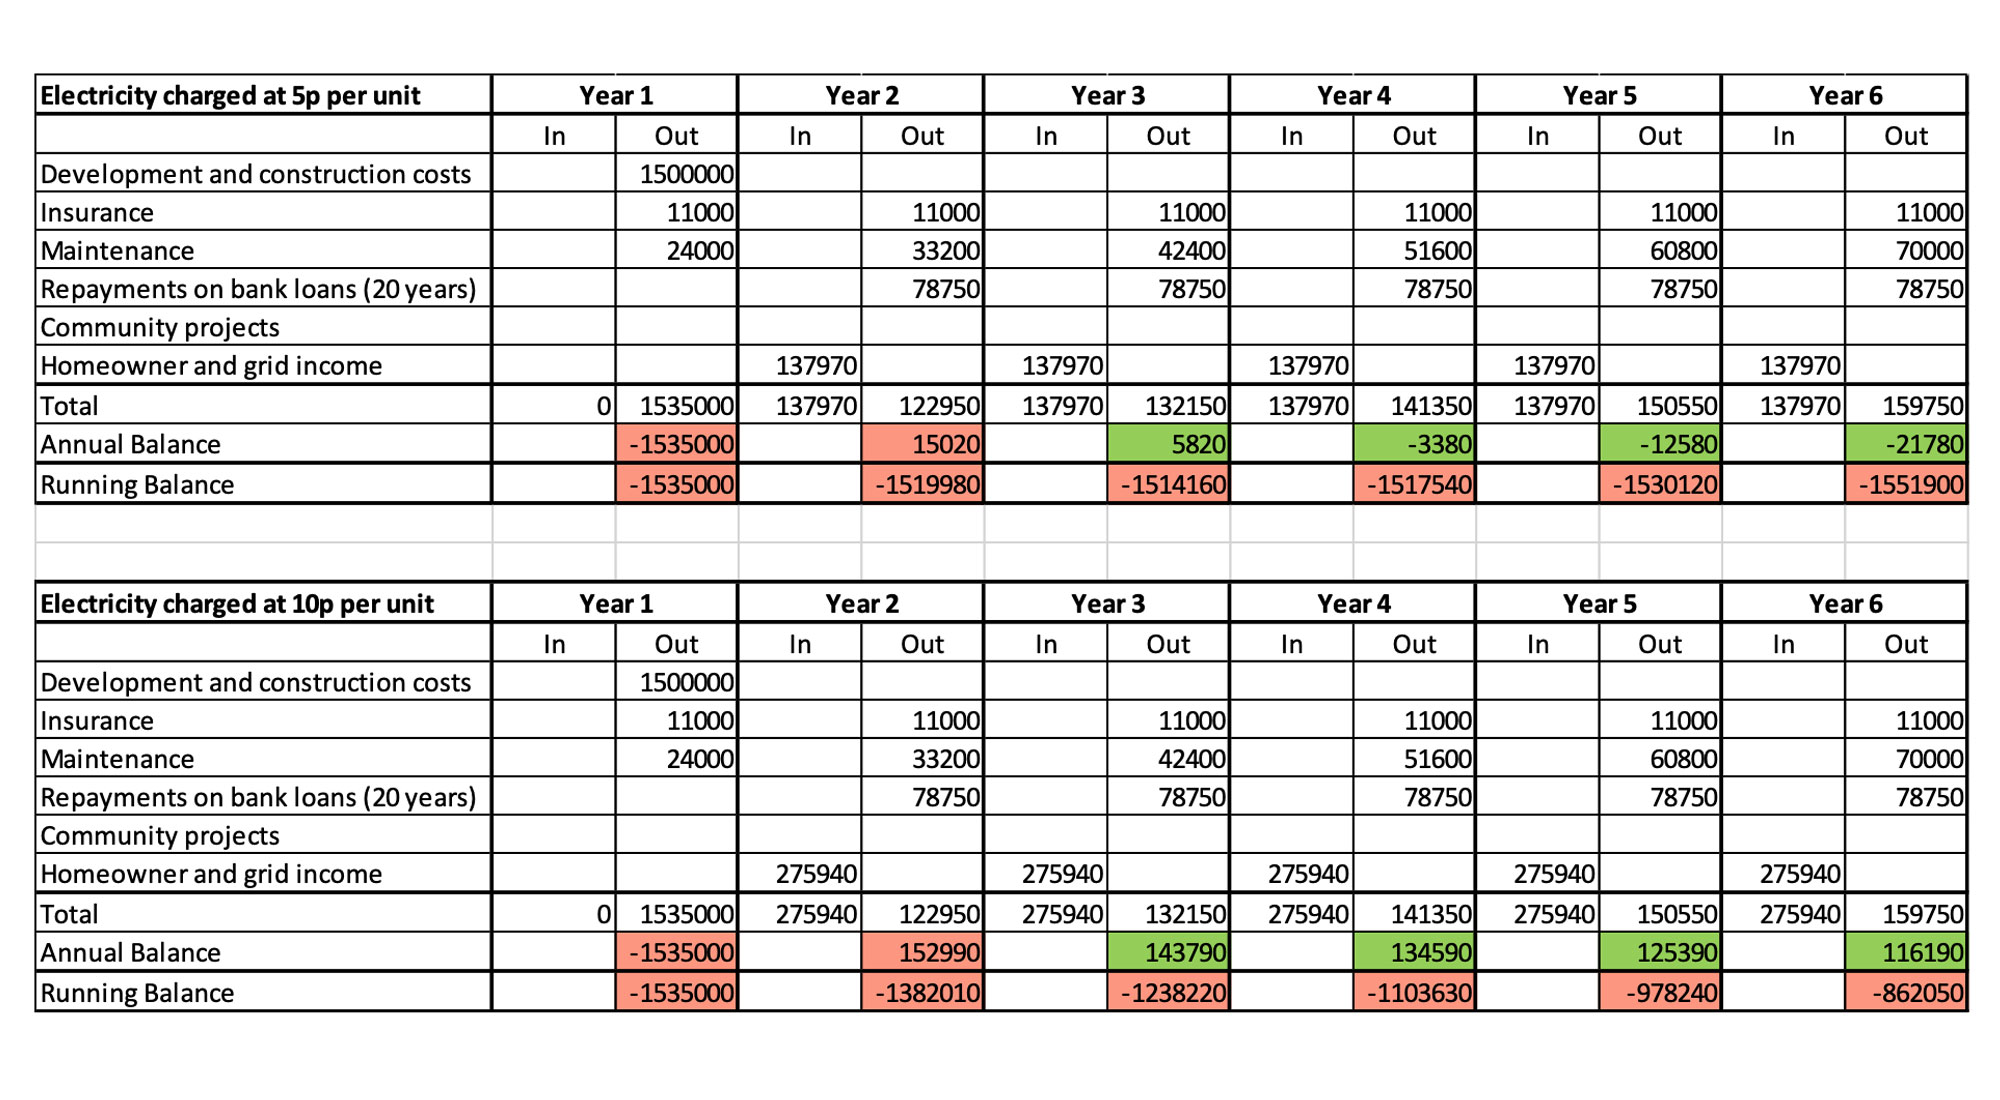 Electricity charged at 5p per unit Year 1 Year 2 Year 3 Year 4 Year 5 Year 6
In Out In Out In Out In Out In Out In Out
Development and construction costs 1500000
Insurance 11000 11000 11000 11000 11000 11000
Maintenance 24000 33200 42400 51600 60800 70000
Repayments on bank loans (20 years) 78750 78750 78750 78750 78750
Community projects
Homeowner and grid income 137970 137970 137970 137970 137970
Total 0 1535000 137970 122950 137970 132150 137970 141350 137970 150550 137970 159750
Annual Balance -1535000 15020 5820 -3380 -12580 -21780
Running Balance -1535000 -1519980 -1514160 -1517540 -1530120 -1551900
Electricity charged at 10p per unit Year 1 Year 2 Year 3 Year 4 Year 5 Year 6
In Out In Out In Out In Out In Out In Out
Development and construction costs 1500000
Insurance 11000 11000 11000 11000 11000 11000
Maintenance 24000 33200 42400 51600 60800 70000
Repayments on bank loans (20 years) 78750 78750 78750 78750 78750
Community projects
Homeowner and grid income 275940 275940 275940 275940 275940
Total 0 1535000 275940 122950 275940 132150 275940 141350 275940 150550 275940 159750
Annual Balance -1535000 152990 143790 134590 125390 116190
Running Balance -1535000 -1382010 -1238220 -1103630 -978240 -862050